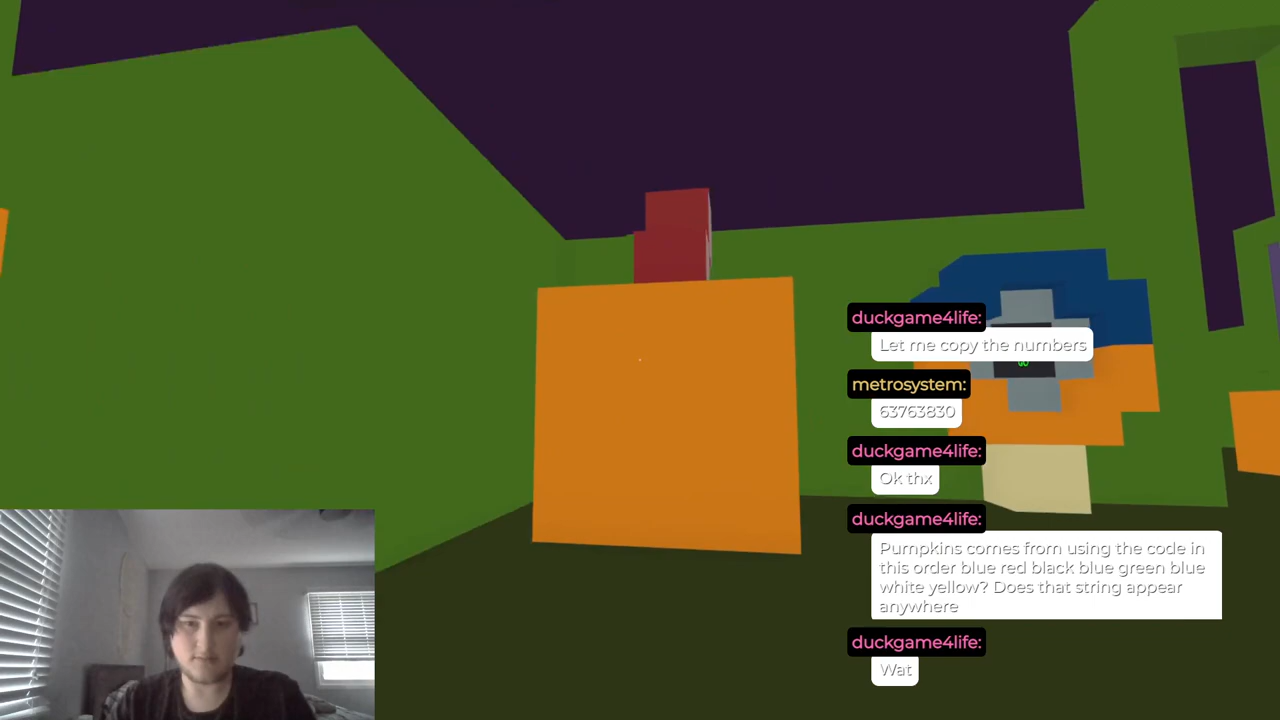 duckgame4life:
Let me copy the numbers
metrosystem:
63763830
duckgame4life:
Ok thx
duckgame4life:
Pumpkins comes from using the code in
this order blue red black blue green blue
white yellow? Does that string appear
anywhere
duckgame4life:
Wat